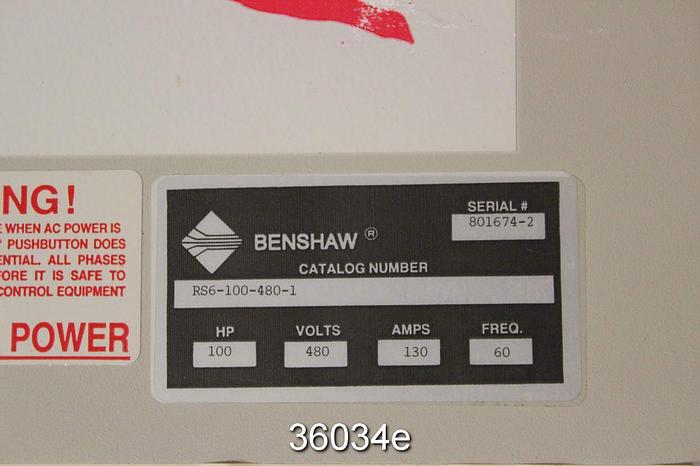 NG!
WHEN AC POWER IS
PUSHBUTTON DOES
ENTIAL. ALL PHASES
FORE IT IS SAFE TO
CONTROL EQUIPMENT
POWER
BENSHAW ®
SERIAL #
801674-2
CATALOG NUMBER
RS6-100-480-1
HP VOLTS AMPS FREQ.
100 480 130 60
36034e